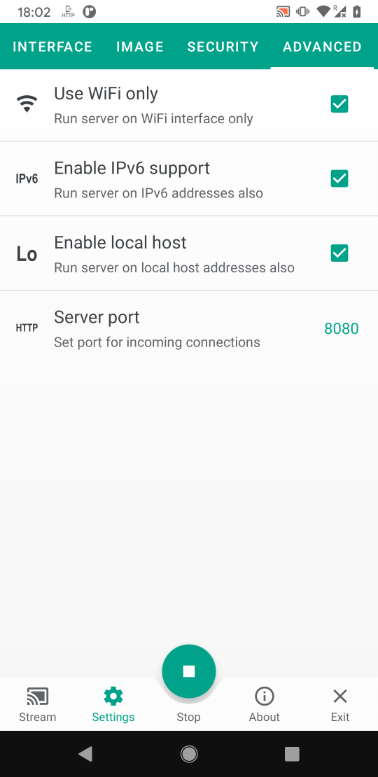 18:02
HTTP
R
INTERFACE IMAGE SECURITY ADVANCED
Use WiFi only
Run server on WiFi interface only
IPv6
Enable IPv6 support
Run server on IPv6 addresses also
Lo
Enable local host
Run server on local host addresses also
HTTP
Server port
Set port for incoming connections
8080
Stream Settings Stop About Exit